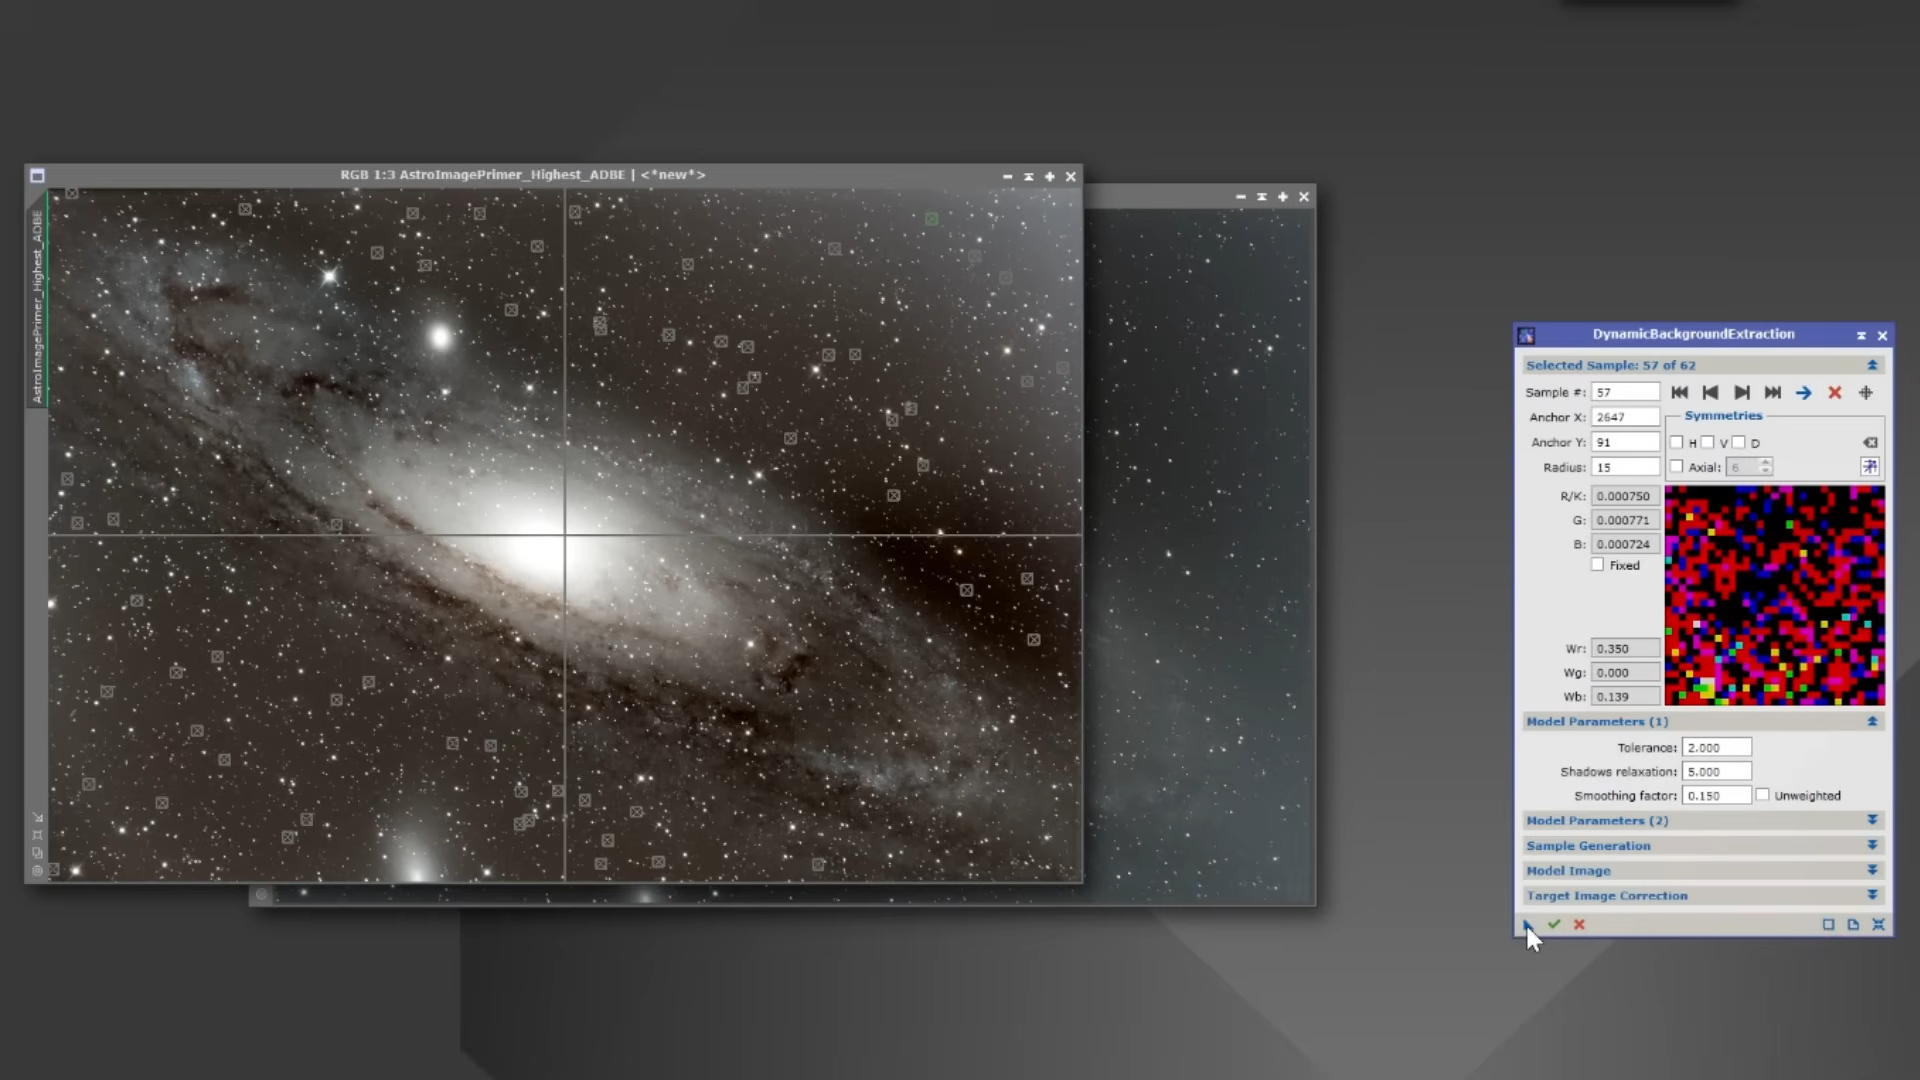 RGB 1:3 AstroImagePrimer_Highest_ADBE | <*new*>
AstroImagePrimer_Highest_ADBE
DynamicBackgroundExtraction
Selected Sample: 57 of 62
Sample #: 57
Anchor X: 2647
Symmetries
Anchor Y: 91
H V D
Radius: 15
Axial: 6
R/K: 0.000750
G: 0.000771
B: 0.000724
Fixed
Wr: 0.350
Wg: 0.000
Wb: 0.139
Model Parameters (1)
Tolerance: 2.000
Shadows relaxation: 5.000
Smoothing factor: 0.150 Unweighted
Model Parameters (2)
Sample Generation
Model Image
Target Image Correction